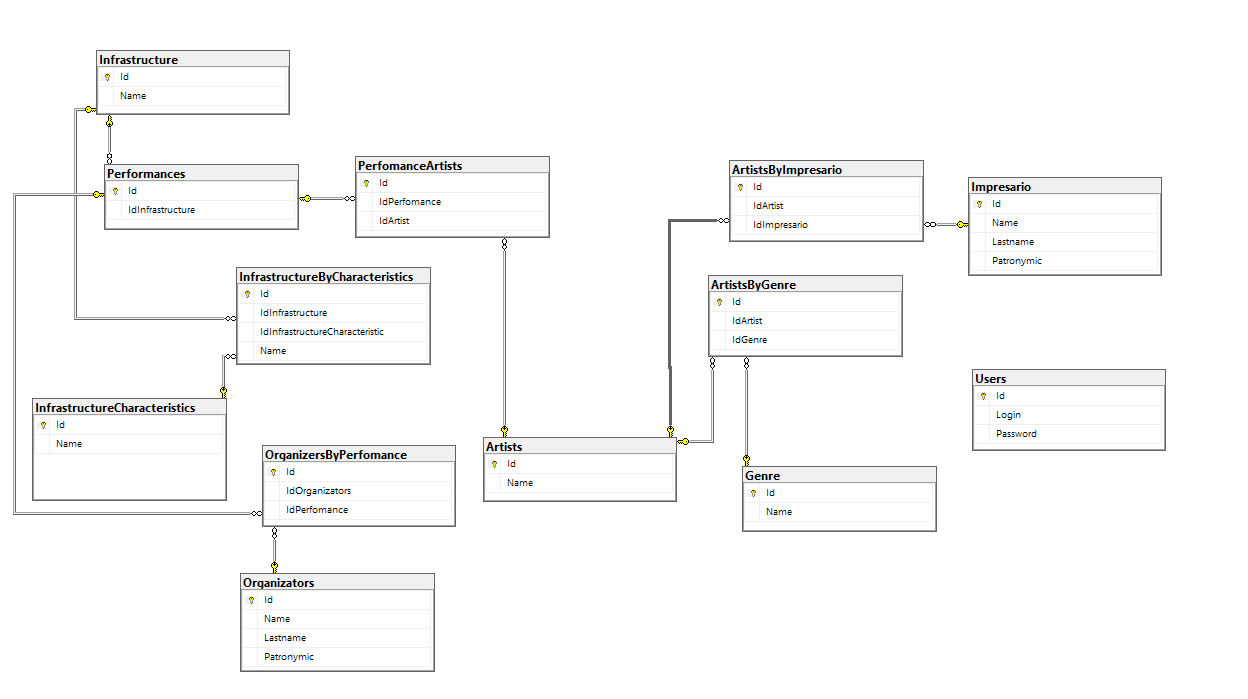 Infrastructure
Id
Name
Performances
Id
IdInfrastructure
PerfomanceArtists
Id
IdPerfomance
IdArtist
ArtistsByImpresario
Id
IdArtist
IdImpresario
Impresario
Id
Name
Lastname
Patronymic
InfrastructureByCharacteristics
Id
IdInfrastructure
IdInfrastructureCharacteristic
Name
ArtistsByGenre
Id
IdArtist
IdGenre
Users
Id
Login
Password
InfrastructureCharacteristics
Id
Name
OrganizersByPerfomance
Id
IdOrganizators
IdPerfomance
Artists
Id
Name
Genre
Id
Name
Organizators
Id
Name
Lastname
Patronymic